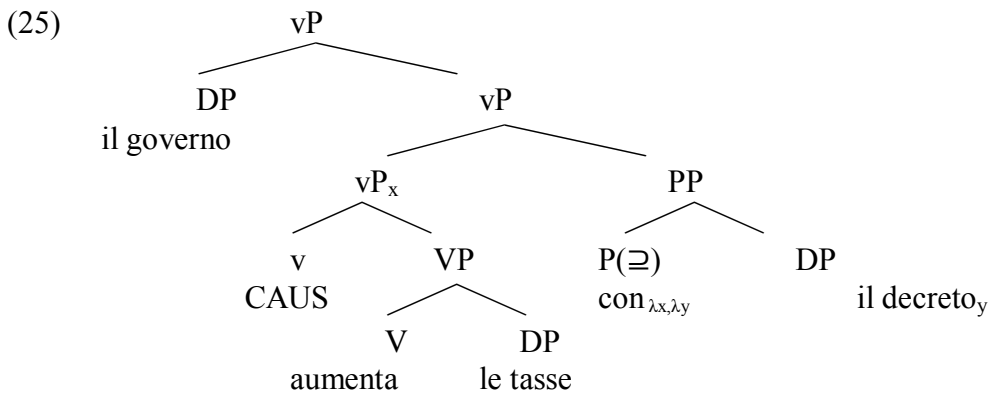 (25) vP
DP vP
il governo
vPₓ PP
v VP P(⊇) DP
CAUS con λx,λy il decretoᵧ
V DP
aumenta le tasse